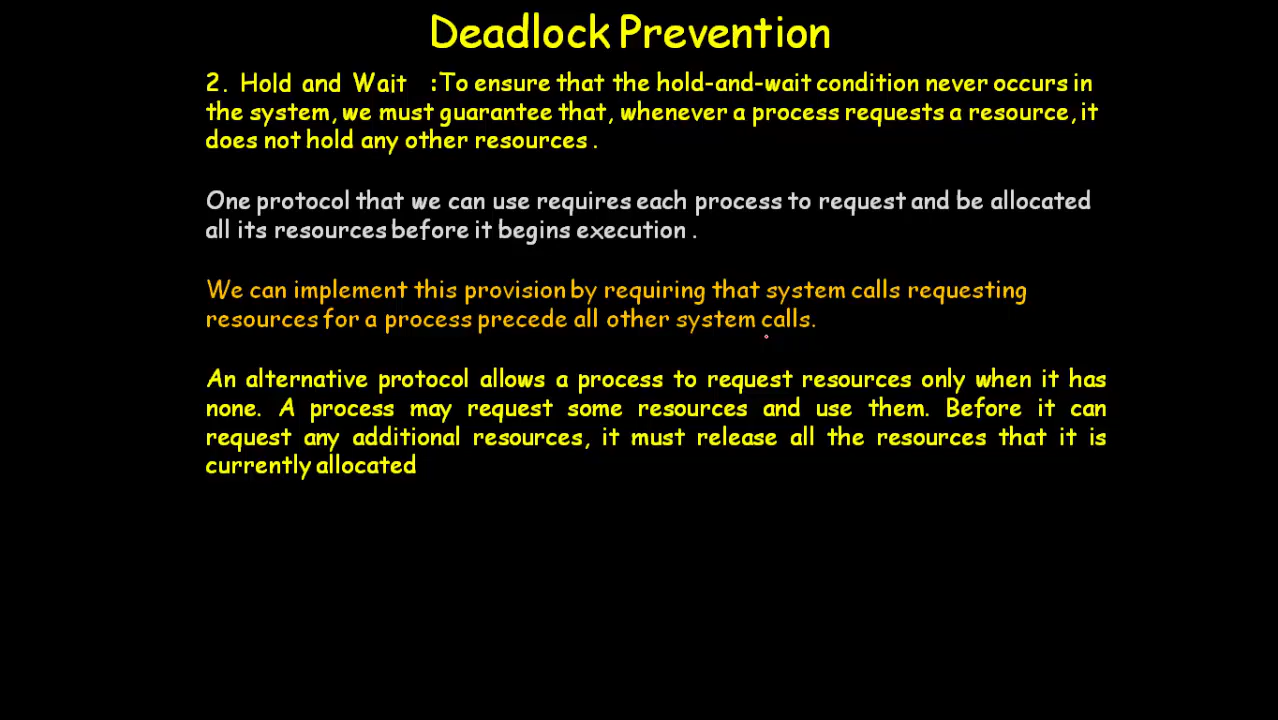 Deadlock Prevention
2. Hold and Wait :To ensure that the hold-and-wait condition never occurs in
the system, we must guarantee that, whenever a process requests a resource, it
does not hold any other resources .
One protocol that we can use requires each process to request and be allocated
all its resources before it begins execution .
We can implement this provision by requiring that system calls requesting
resources for a process precede all other system calls.
An alternative protocol allows a process to request resources only when it has
none. A process may request some resources and use them. Before it can
request any additional resources, it must release all the resources that it is
currently allocated